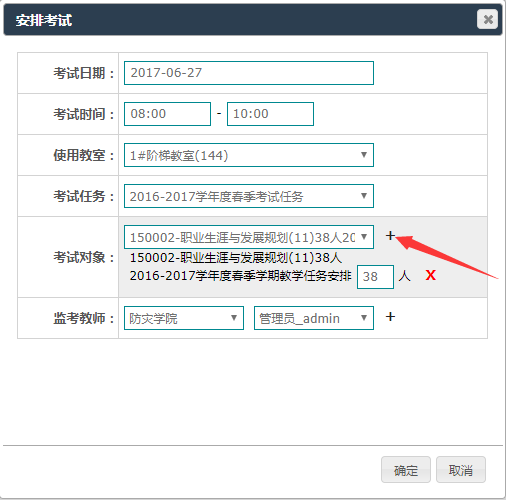 安排考试
考试日期： 2017-06-27
考试时间： 08:00 - 10:00
使用教室： 1#阶梯教室(144)
考试任务： 2016-2017学年度春季考试任务
考试对象： 150002-职业生涯与发展规划(11)38人20 +
150002-职业生涯与发展规划(11)38人
2016-2017学年度春季学期教学任务安排 38 人 X
监考教师： 防灾学院 管理员_admin +
确定 取消